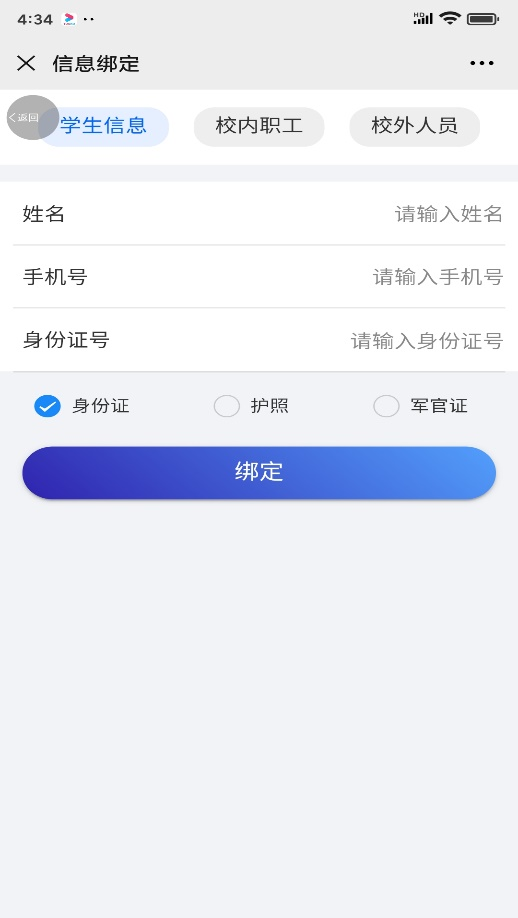 4:34
HD
信息绑定
返回
学生信息 校内职工 校外人员
姓名 请输入姓名
手机号 请输入手机号
身份证号 请输入身份证号
身份证 护照 军官证
绑定